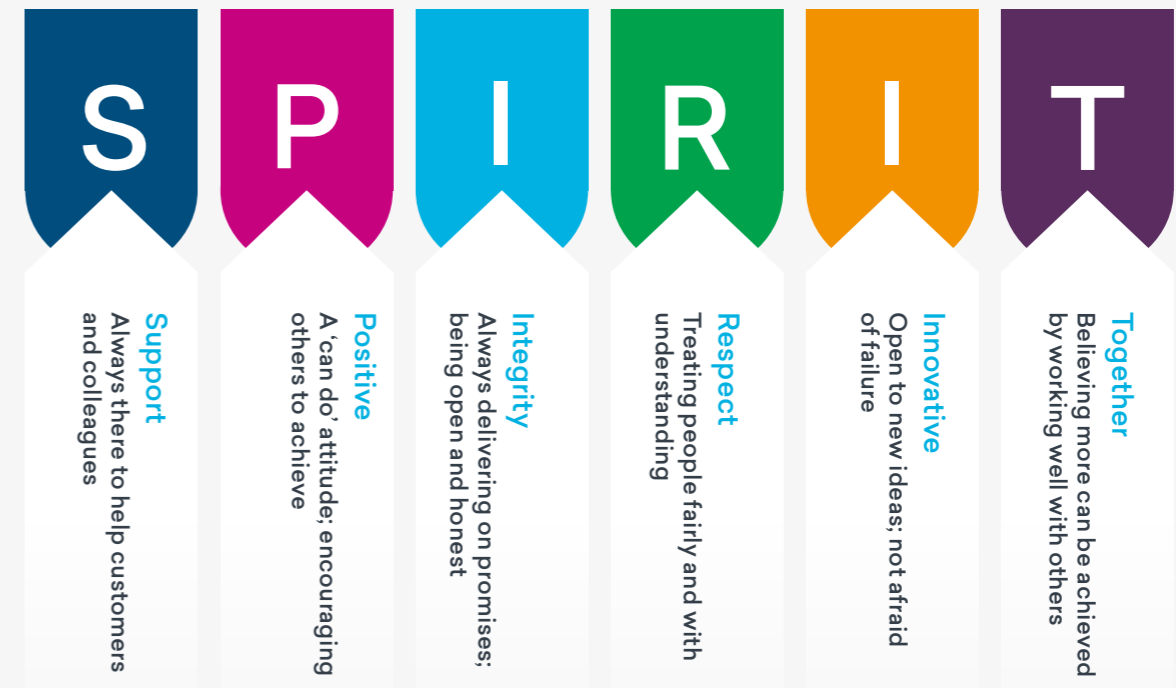 S
P
I
R
I
T
Support
Always there to help customers
and colleagues
Positive
A ‘can do’ attitude; encouraging
others to achieve
Integrity
Always delivering on promises;
being open and honest
Respect
Treating people fairly and with
understanding
Innovative
Open to new ideas; not afraid
of failure
Together
Believing more can be achieved
by working well with others